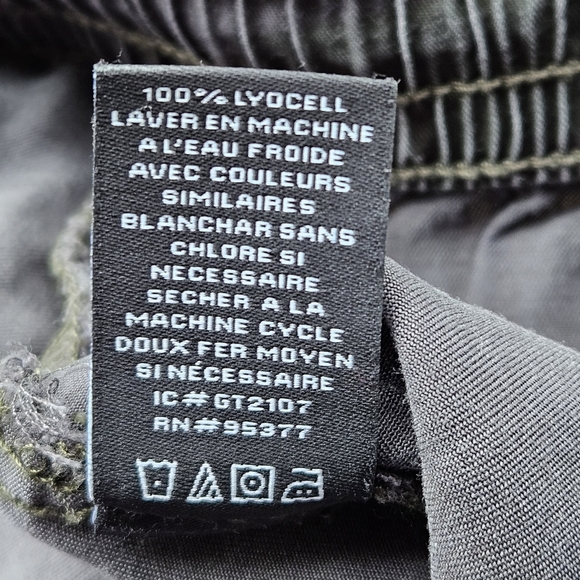 100% LYOCELL
LAVER EN MACHINE
A L'EAU FROIDE
AVEC COULEURS
SIMILAIRES
BLANCHAR SANS
CHLORE SI
NECESSAIRE
SECHER A LA
MACHINE CYCLE
DOUX FER MOYEN
SI NÉCESSAIRE
IC# GT2107
RN#95377